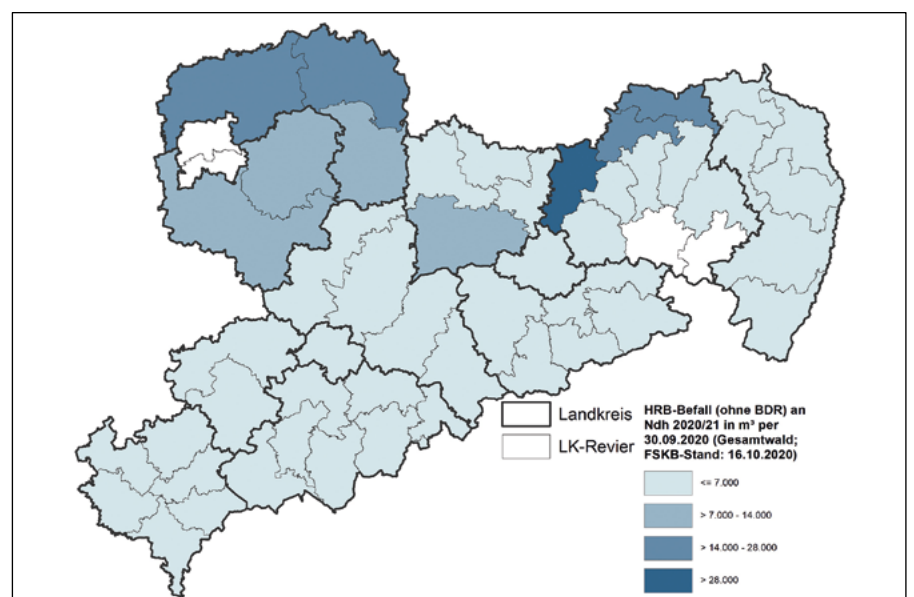 Landkreis
LK-Revier
HRB-Befall (ohne BDR) an
Ndh 2020/21 in m³ per
30.09.2020 (Gesamtwald;
FSKB-Stand: 16.10.2020)
<= 7.000
> 7.000 - 14.000
> 14.000 - 28.000
> 28.000